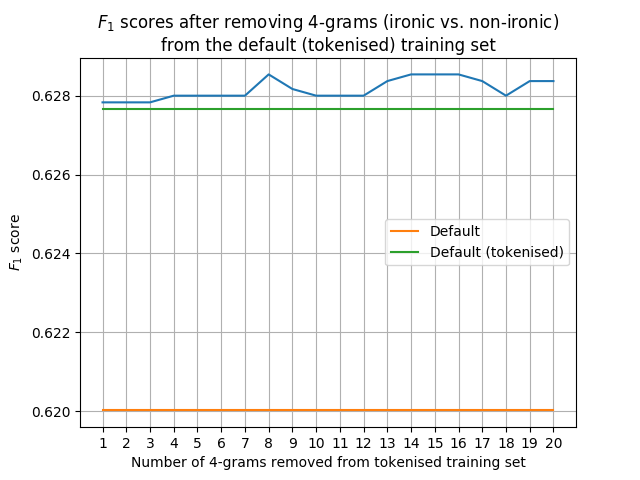 F₁ scores after removing 4-grams (ironic vs. non-ironic)
from the default (tokenised) training set
F₁ score
0.628
0.626
0.624
0.622
0.620
Default
Default (tokenised)
1 2 3 4 5 6 7 8 9 10 11 12 13 14 15 16 17 18 19 20
Number of 4-grams removed from tokenised training set